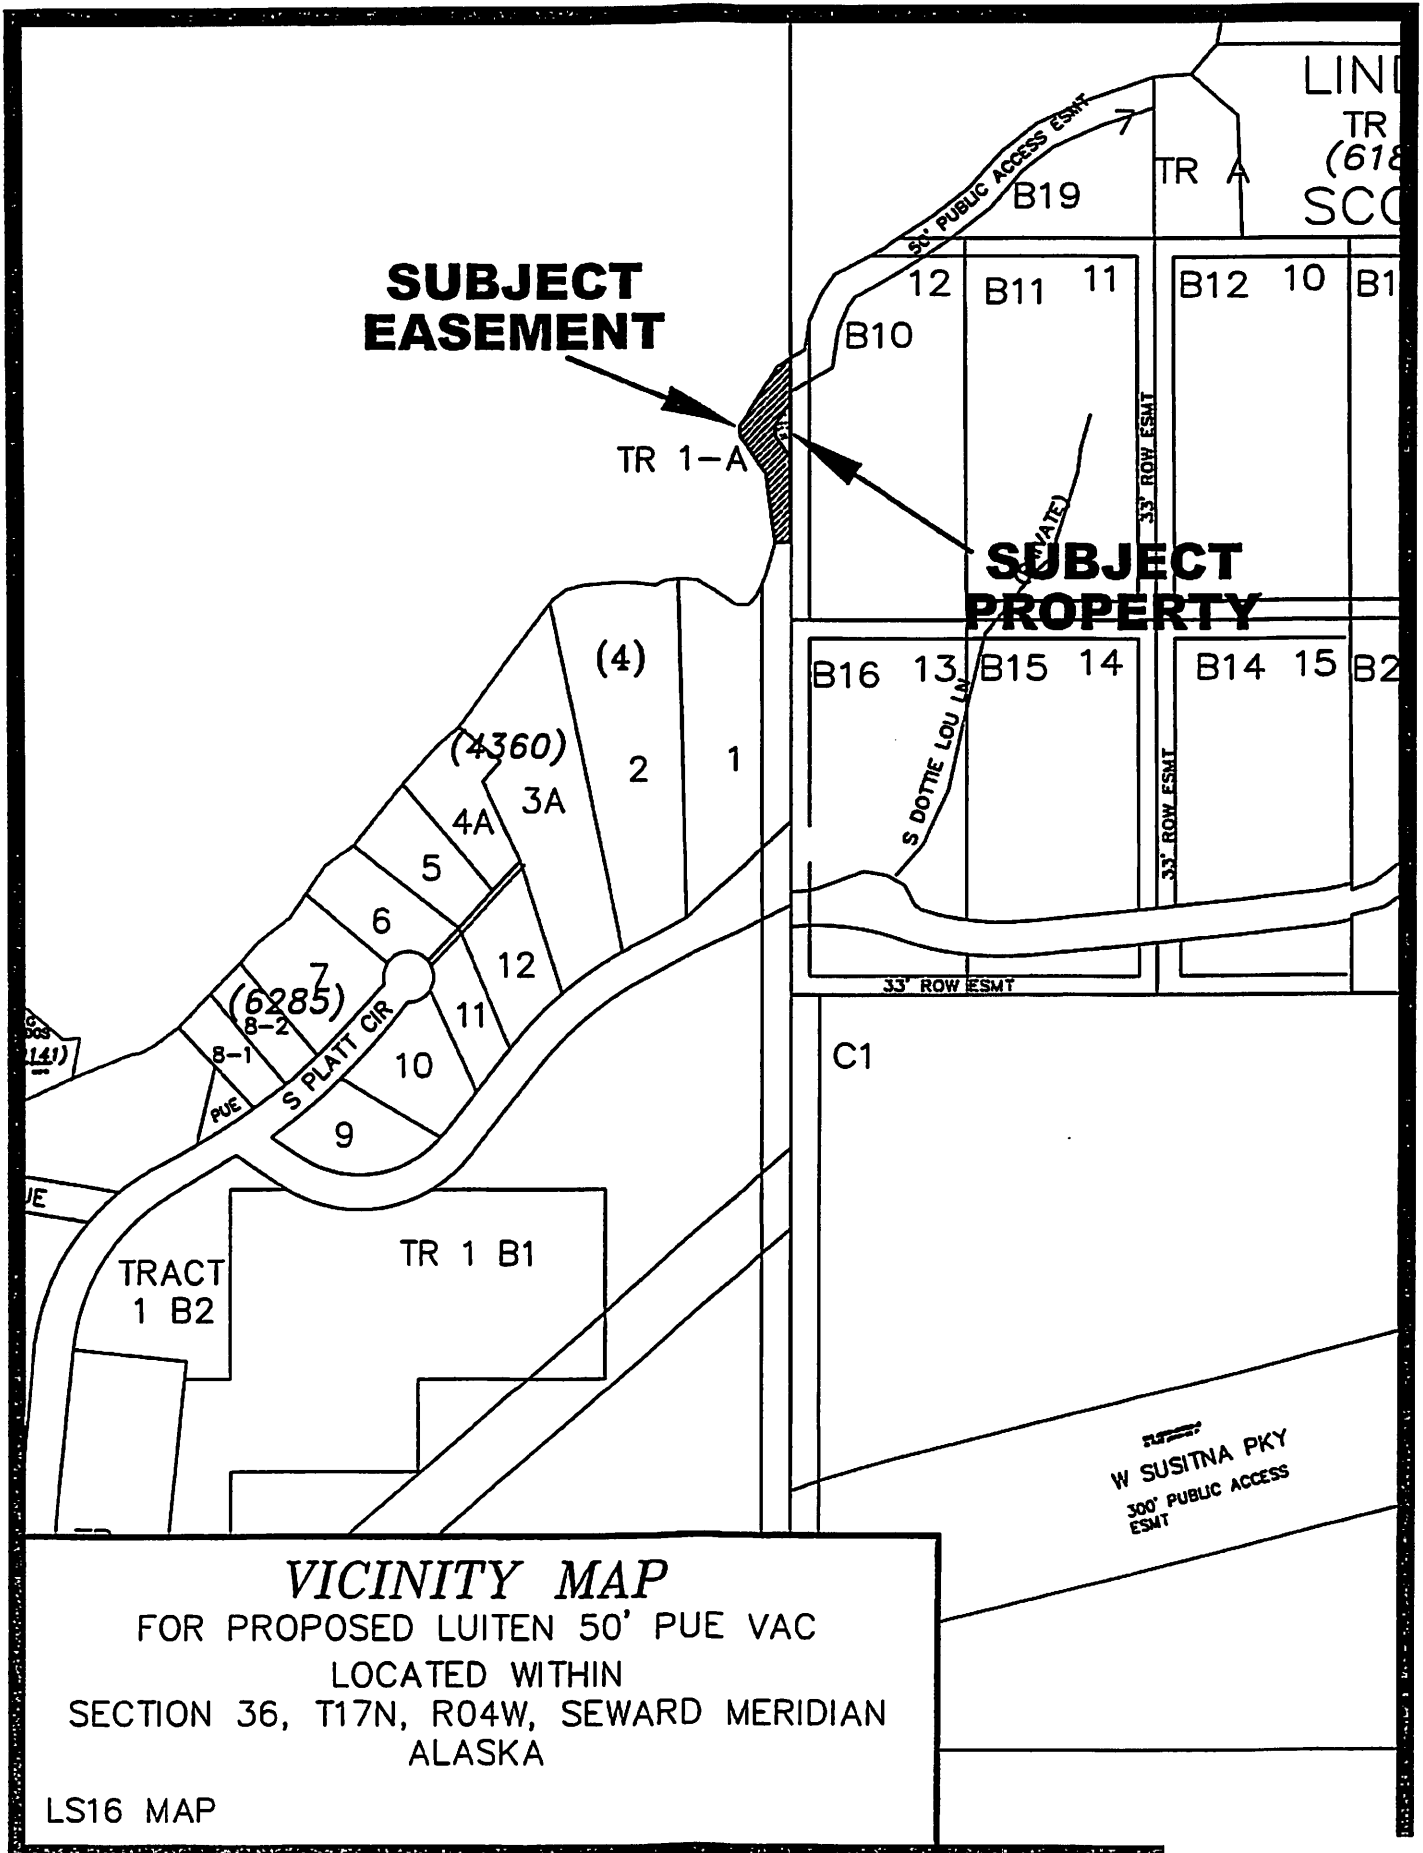 LIN
TR
(618
SCO
50' PUBLIC ACCESS ESMT
7
TR A
B19
SUBJECT
EASEMENT
12
B11
11
B12
10
B1
B10
33' ROW ESMT
TR 1-A
SUBJECT
PROPERTY
(4)
B16
13
B15
14
B14
15
B2
S DOTTIE LOU LN
(4360)
2
1
3A
4A
33' ROW ESMT
5
6
12
7
(6285)
8-2
11
33' ROW ESMT
8-1
S PLATT CIR
10
C1
PUE
9
UE
TR 1 B1
TRACT
1 B2
W SUSITNA PKY
300' PUBLIC ACCESS
ESMT
VICINITY MAP
FOR PROPOSED LUITEN 50' PUE VAC
LOCATED WITHIN
SECTION 36, T17N, R04W, SEWARD MERIDIAN
ALASKA
LS16 MAP